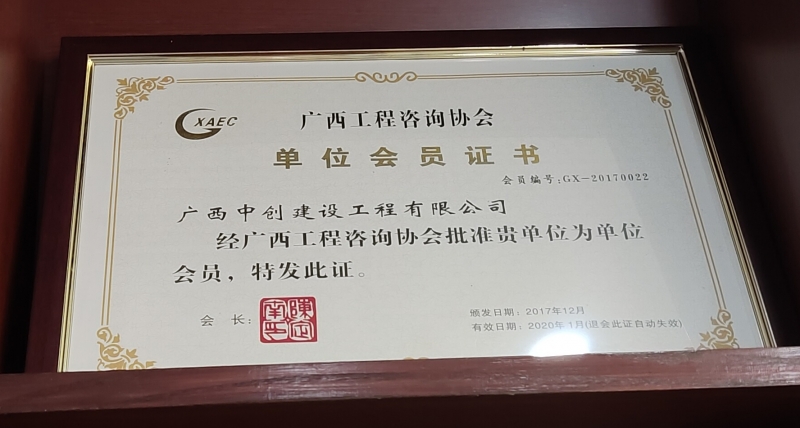 GXAEC
广西工程咨询协会
单位会员证书
会员编号:GX-20170022
广西中创建设工程有限公司
经广西工程咨询协会批准贵单位为单位
会员，特发此证。
会 长:
颁发日期: 2017年12月
有效日期: 2020年1月(退会此证自动失效)